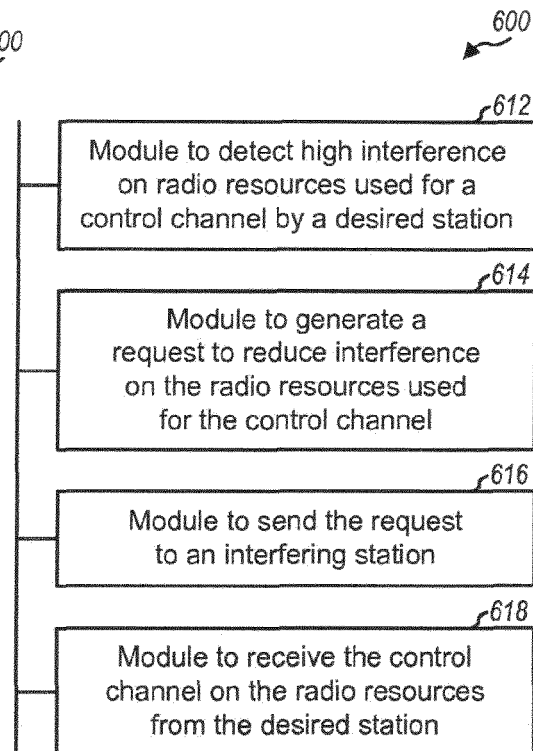 00
600
612
Module to detect high interference
on radio resources used for a
control channel by a desired station
614
Module to generate a
request to reduce interference
on the radio resources used
for the control channel
616
Module to send the request
to an interfering station
618
Module to receive the control
channel on the radio resources
from the desired station